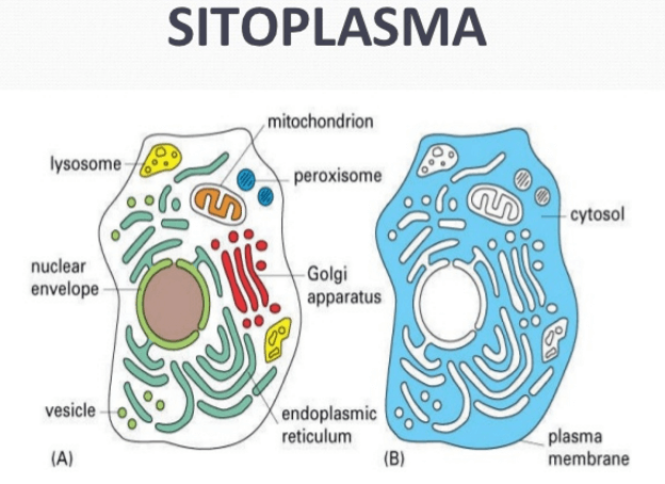 SITOPLASMA
mitochondrion
lysosome
peroxisome
cytosol
nuclear
envelope
Golgi
apparatus
vesicle
endoplasmic
reticulum
plasma
membrane
(A)
(B)